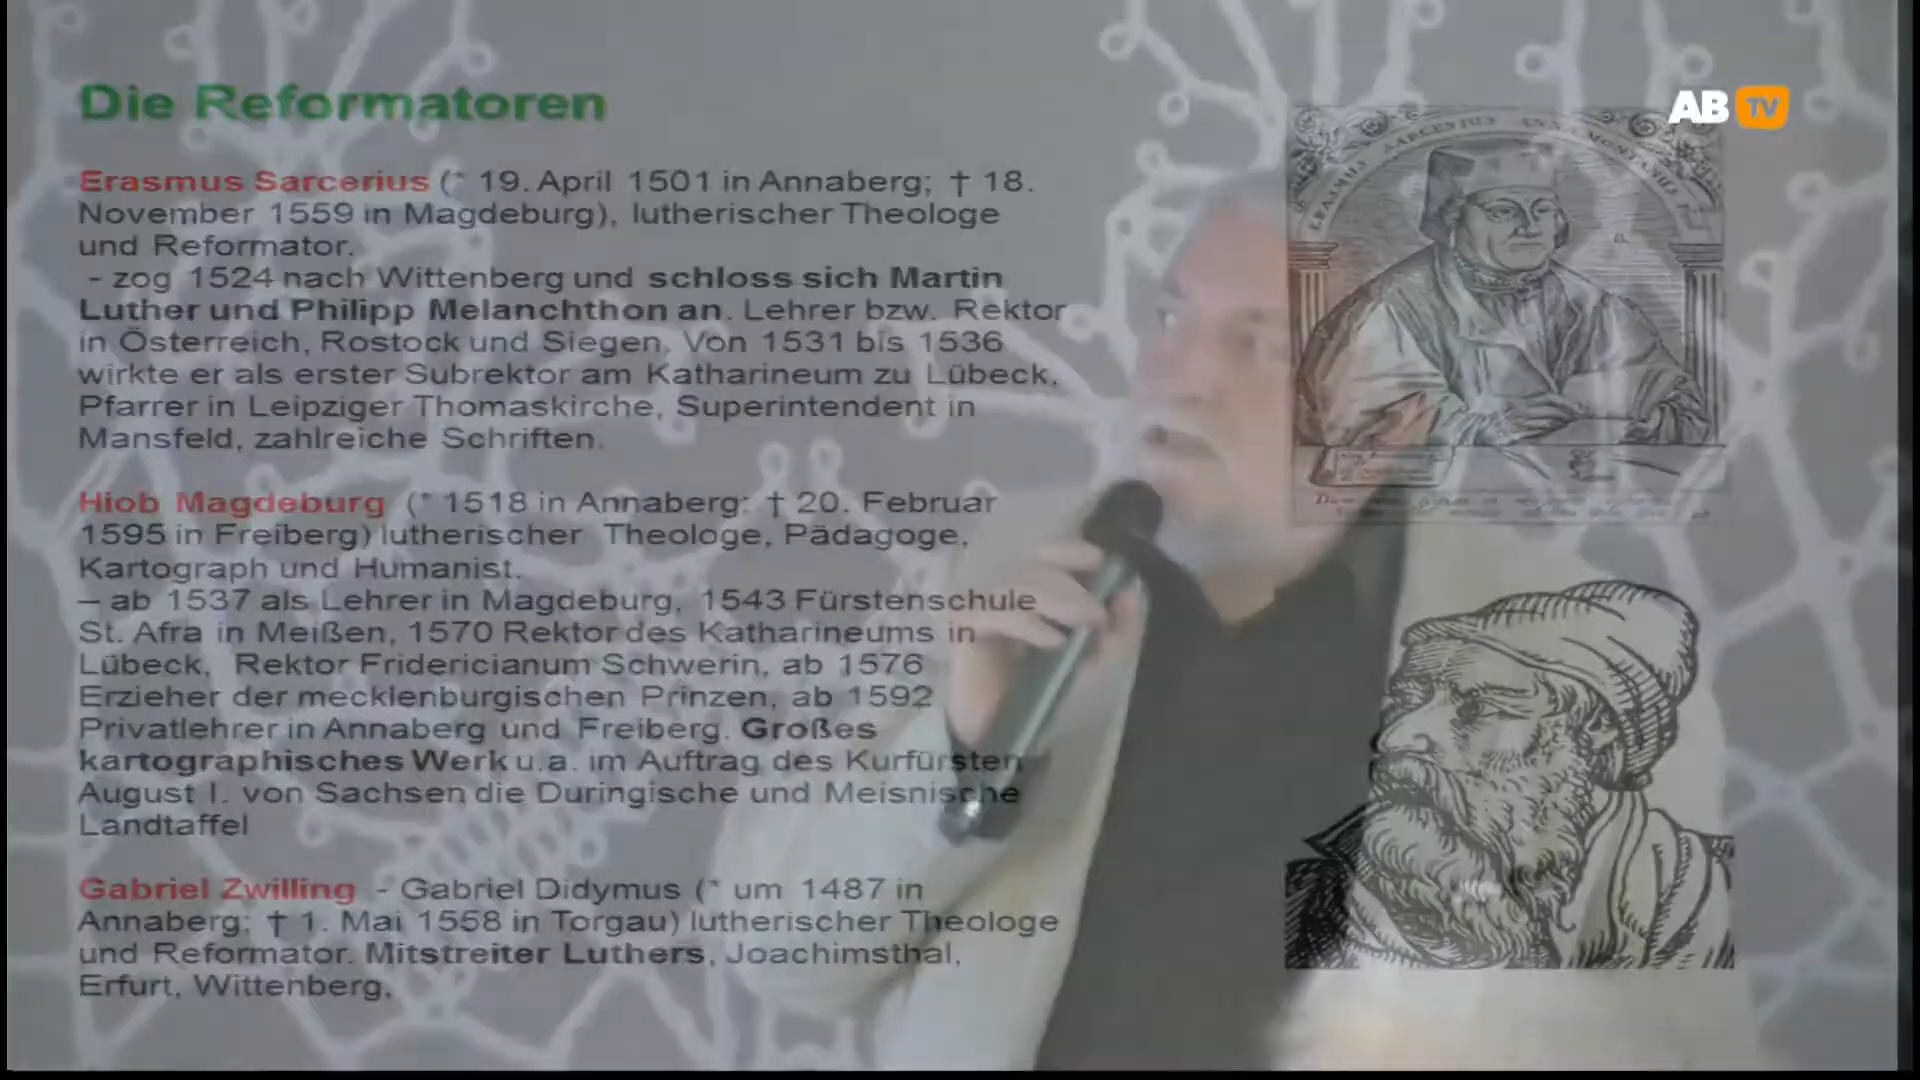 Die Reformatoren
AB TV
Erasmus Sarcerius (* 19. April 1501 in Annaberg; † 18.
November 1559 in Magdeburg), lutherischer Theologe
und Reformator.
- zog 1524 nach Wittenberg und schloss sich Martin
Luther und Philipp Melanchthon an. Lehrer bzw. Rektor
in Österreich, Rostock und Siegen. Von 1531 bis 1536
wirkte er als erster Subrektor am Katharineum zu Lübeck.
Pfarrer in Leipziger Thomaskirche, Superintendent in
Mansfeld, zahlreiche Schriften.
Hiob Magdeburg (* 1518 in Annaberg; † 20. Februar
1595 in Freiberg) lutherischer Theologe, Pädagoge,
Kartograph und Humanist.
– ab 1537 als Lehrer in Magdeburg, 1543 Fürstenschule
St. Afra in Meißen, 1570 Rektor des Katharineums in
Lübeck, Rektor Fridericianum Schwerin, ab 1576
Erzieher der mecklenburgischen Prinzen, ab 1592
Privatlehrer in Annaberg und Freiberg. Großes
kartographisches Werk u.a. im Auftrag des Kurfürsten
August I. von Sachsen die Duringische und Meisnische
Landtaffel
Gabriel Zwilling - Gabriel Didymus (* um 1487 in
Annaberg; † 1. Mai 1558 in Torgau) lutherischer Theologe
und Reformator. Mitstreiter Luthers, Joachimsthal,
Erfurt, Wittenberg,
ERASMUS SARCERIUS